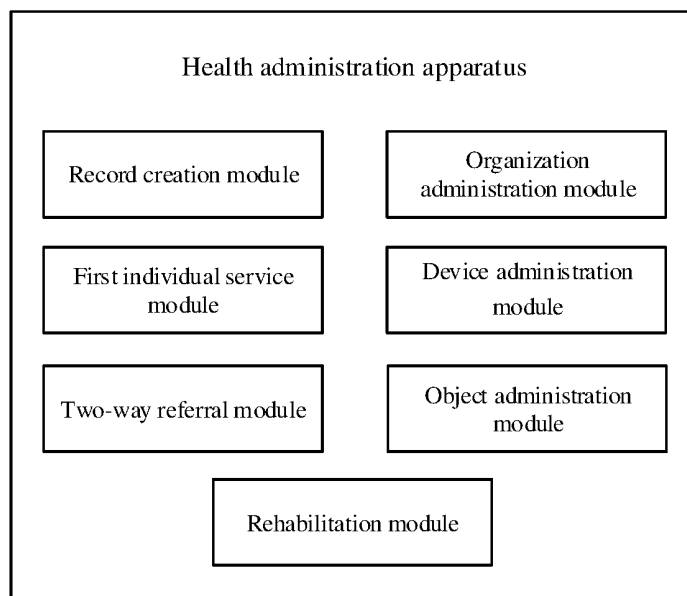 Health administration apparatus
Record creation module
Organization
administration module
First individual service
module
Device administration
module
Two-way referral module
Object administration
module
Rehabilitation module